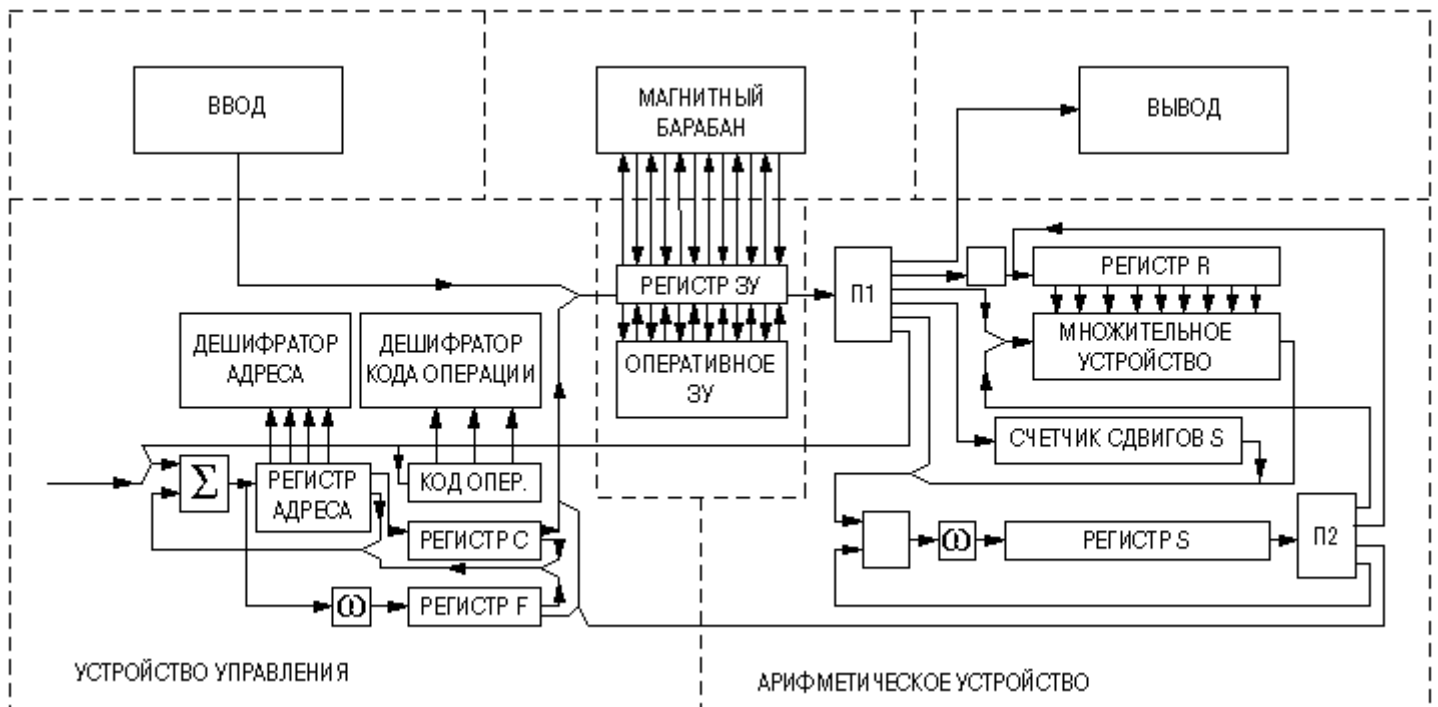 ВВОД
МАГНИТНЫЙ
БАРАБАН
ВЫВОД
РЕГИСТР ЗУ
П1
РЕГИСТР R
МНОЖИТЕЛЬНОЕ
УСТРОЙСТВО
ДЕШИФРАТОР
АДРЕСА
ДЕШИФРАТОР
КОДА ОПЕРАЦИИ
ОПЕРАТИВНОЕ
ЗУ
СЧЕТЧИК СДВИГОВ S
Σ
РЕГИСТР
АДРЕСА
КОД ОПЕР.
РЕГИСТР С
ω
РЕГИСТР S
П2
ω
РЕГИСТР F
УСТРОЙСТВО УПРАВЛЕНИЯ
АРИФМЕТИЧЕСКОЕ УСТРОЙСТВО